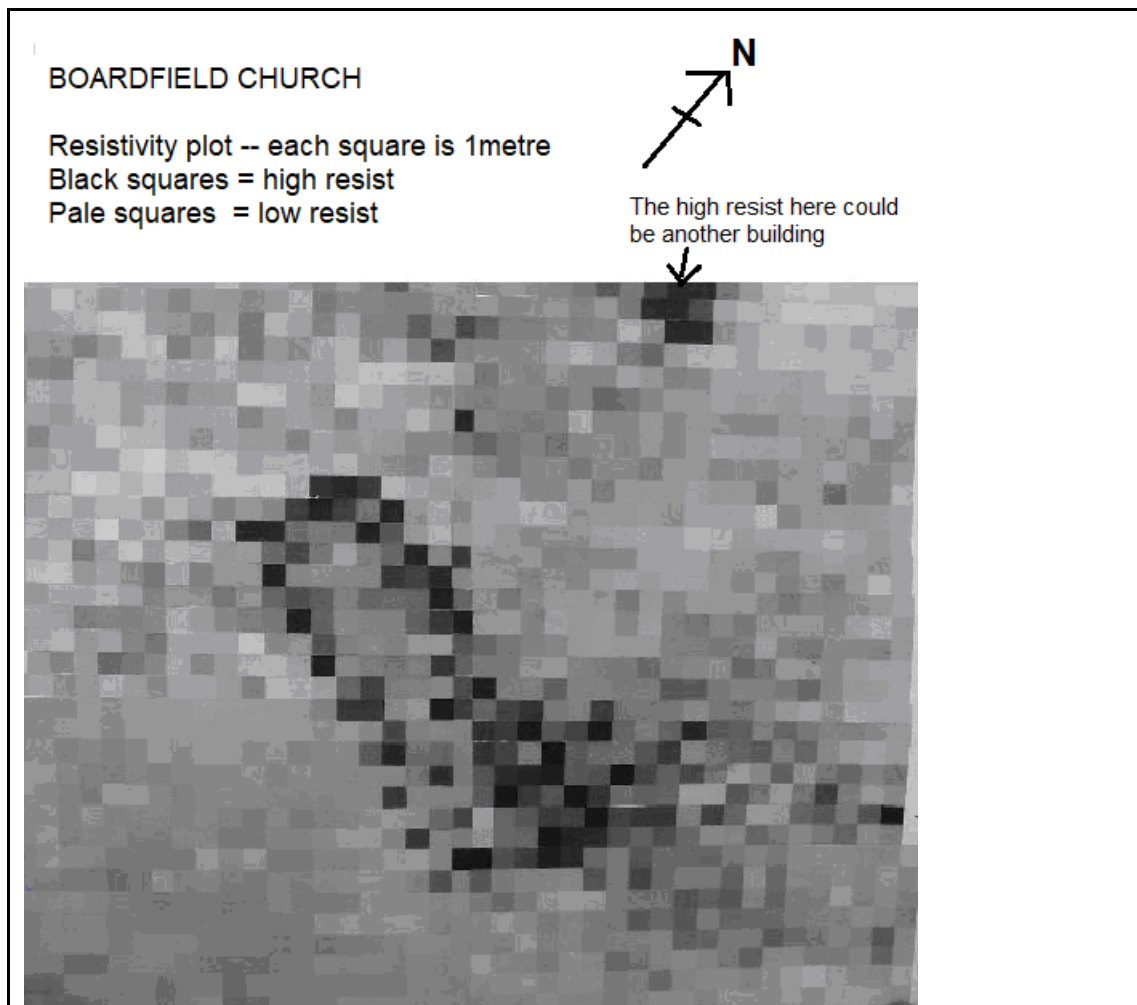 N
BOARDFIELD CHURCH
Resistivity plot -- each square is 1metre
Black squares = high resist
Pale squares  = low resist
The high resist here could
be another building